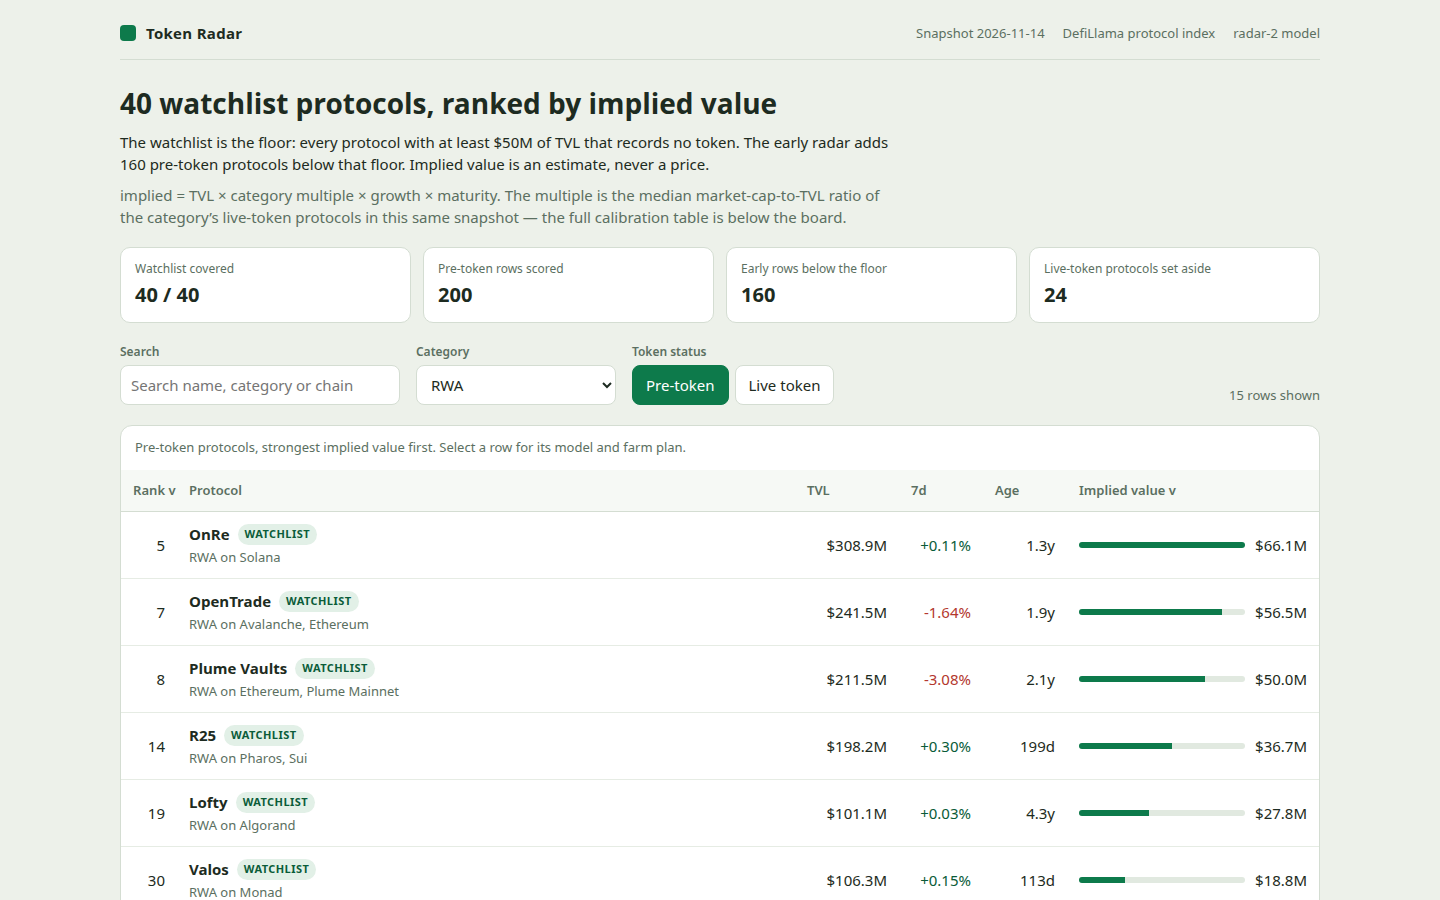 Token Radar
Snapshot 2026-11-14 DefiLlama protocol index radar-2 model
40 watchlist protocols, ranked by implied value
The watchlist is the floor: every protocol with at least $50M of TVL that records no token. The early radar adds
160 pre-token protocols below that floor. Implied value is an estimate, never a price.
implied = TVL × category multiple × growth × maturity. The multiple is the median market-cap-to-TVL ratio of
the category's live-token protocols in this same snapshot — the full calibration table is below the board.
Watchlist covered Pre-token rows scored Early rows below the floor Live-token protocols set aside
40 / 40 200 160 24
Search Category Token status
Search name, category or chain RWA Pre-token Live token 15 rows shown
Pre-token protocols, strongest implied value first. Select a row for its model and farm plan.
Rank v Protocol TVL 7d Age Implied value v
5 OnRe WATCHLIST $308.9M +0.11% 1.3y $66.1M
RWA on Solana
7 OpenTrade WATCHLIST $241.5M -1.64% 1.9y $56.5M
RWA on Avalanche, Ethereum
8 Plume Vaults WATCHLIST $211.5M -3.08% 2.1y $50.0M
RWA on Ethereum, Plume Mainnet
14 R25 WATCHLIST $198.2M +0.30% 199d $36.7M
RWA on Pharos, Sui
19 Lofty WATCHLIST $101.1M +0.03% 4.3y $27.8M
RWA on Algorand
30 Valos WATCHLIST $106.3M +0.15% 113d $18.8M
RWA on Monad